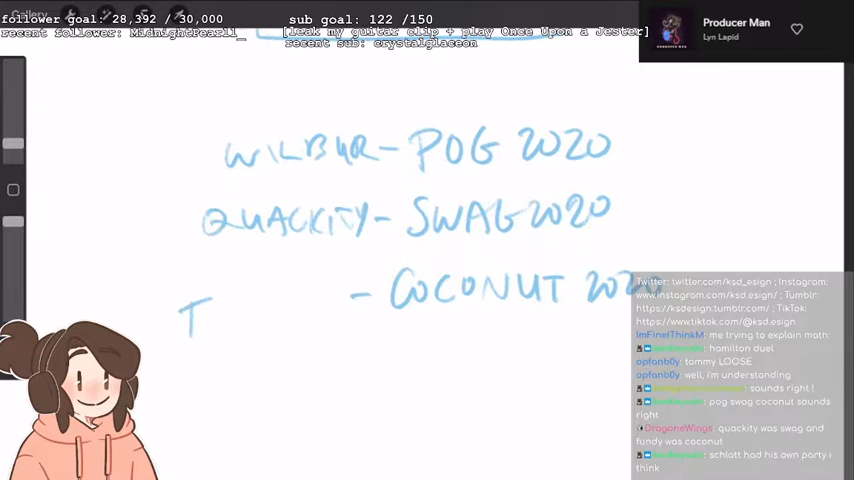 Gallery
follower goal: 28,392 / 30,000
sub goal: 122 /150
recent follower: MidnightPearll_
[leak my guitar clip + play Once Upon a Jester]
recent sub: crystalglaceon
Producer Man
Lyn Lapid
WILBUR - POG 2020
QUACKITY - SWAG 2020
- COCONUT 2020
T
Twitter: twitter.com/ksd_esign ; Instagram:
www.instagram.com/ksd.esign/ ; Tumblr:
https://ksdesign.tumblr.com/ ; TikTok:
https://www.tiktok.com/@ksd.esign
ImFineIThinkM: me trying to explain math:
hamilton duel
opfanb0y: tommy LOOSE
opfanb0y: well, i'm understanding
sounds right !
: pog swag coconut sounds
right
DragoneWings: quackity was swag and
fundy was coconut
: schlatt had his own party i
think